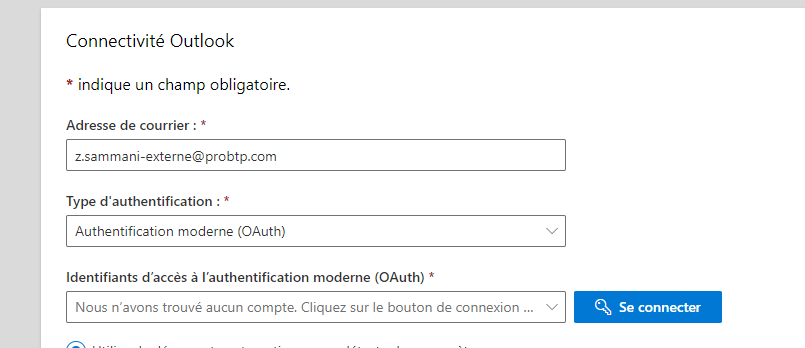 Connectivité Outlook
* indique un champ obligatoire.
Adresse de courrier : *
z.sammani-externe@probtp.com
Type d'authentification : *
Authentification moderne (OAuth)
Identifiants d'accès à l'authentification moderne (OAuth) *
Nous n'avons trouvé aucun compte. Cliquez sur le bouton de connexion ...
Se connecter